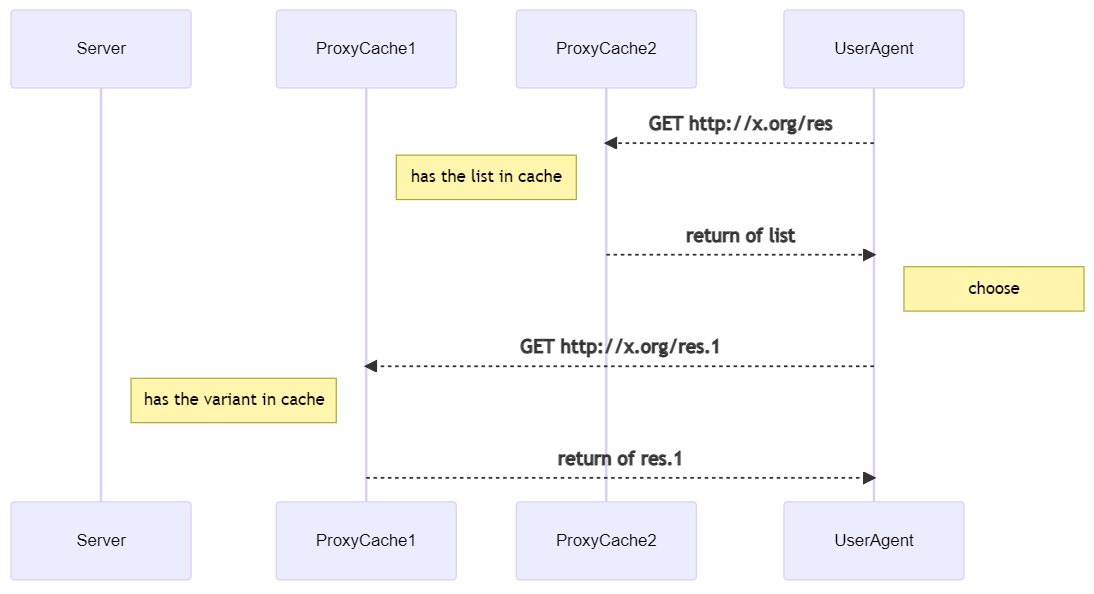 Server
ProxyCache1
ProxyCache2
UserAgent
GET http://x.org/res
has the list in cache
return of list
choose
GET http://x.org/res.1
has the variant in cache
return of res.1
Server
ProxyCache1
ProxyCache2
UserAgent